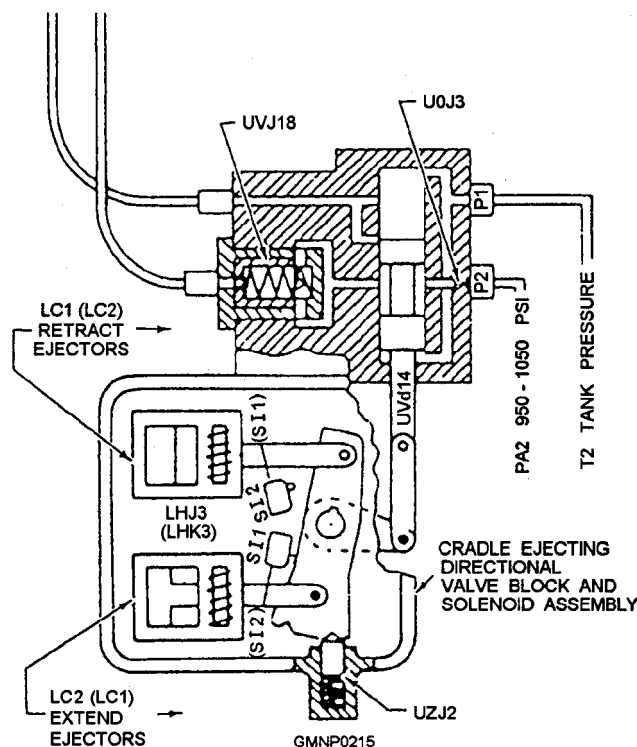 UVJ18
U0J3
P1
P2
LC1 (LC2)
RETRACT
EJECTORS
UVd14
PA2 950-1050 PSI
T2 TANK PRESSURE
(SI1)
SI2
LHJ3
(LHK3)
SI1
(SI2)
CRADLE EJECTING
DIRECTIONAL
VALVE BLOCK AND
SOLENOID ASSEMBLY
LC2 (LC1)
EXTEND
EJECTORS
UZJ2
GMNP0215